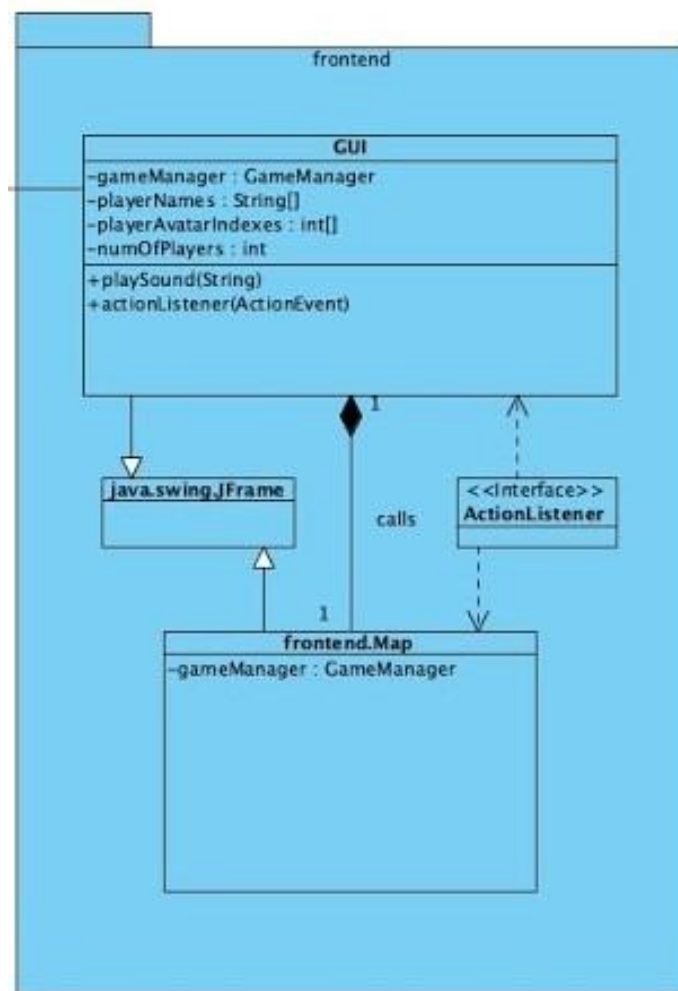 frontend
GUI
-gameManager : GameManager
-playerNames : String[]
-playerAvatarIndexes : int[]
-numOfPlayers : int
+playSound(String)
+actionListener(ActionEvent)
1
java.swing.JFrame
<<Interface>>
ActionListener
calls
1
frontend.Map
-gameManager : GameManager